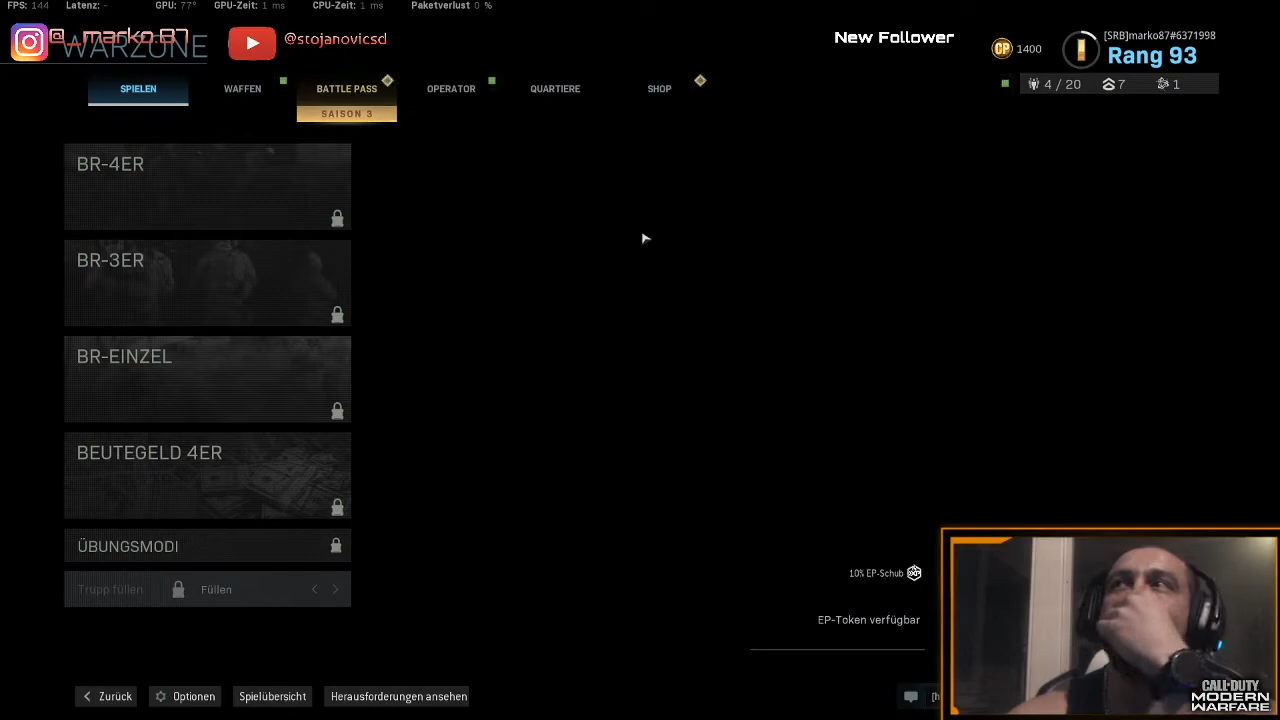 FPS: 144 Latenz: - GPU: 77° GPU-Zeit: 1 ms CPU-Zeit: 1 ms Paketverlust 0 %
@_marko.87
WARZONE
@stojanovicsd
New Follower
CP 1400
[SRB]marko87#6371998
Rang 93
4 / 20 7 1
SPIELEN WAFFEN BATTLE PASS OPERATOR QUARTIERE SHOP
SAISON 3
BR-4ER
BR-3ER
BR-EINZEL
BEUTEGELD 4ER
ÜBUNGSMODI
Trupp füllen Füllen
10% EP-Schub
EP-Token verfügbar
Zurück Optionen Spielübersicht Herausforderungen ansehen
CALL OF DUTY
MODERN
WARFARE